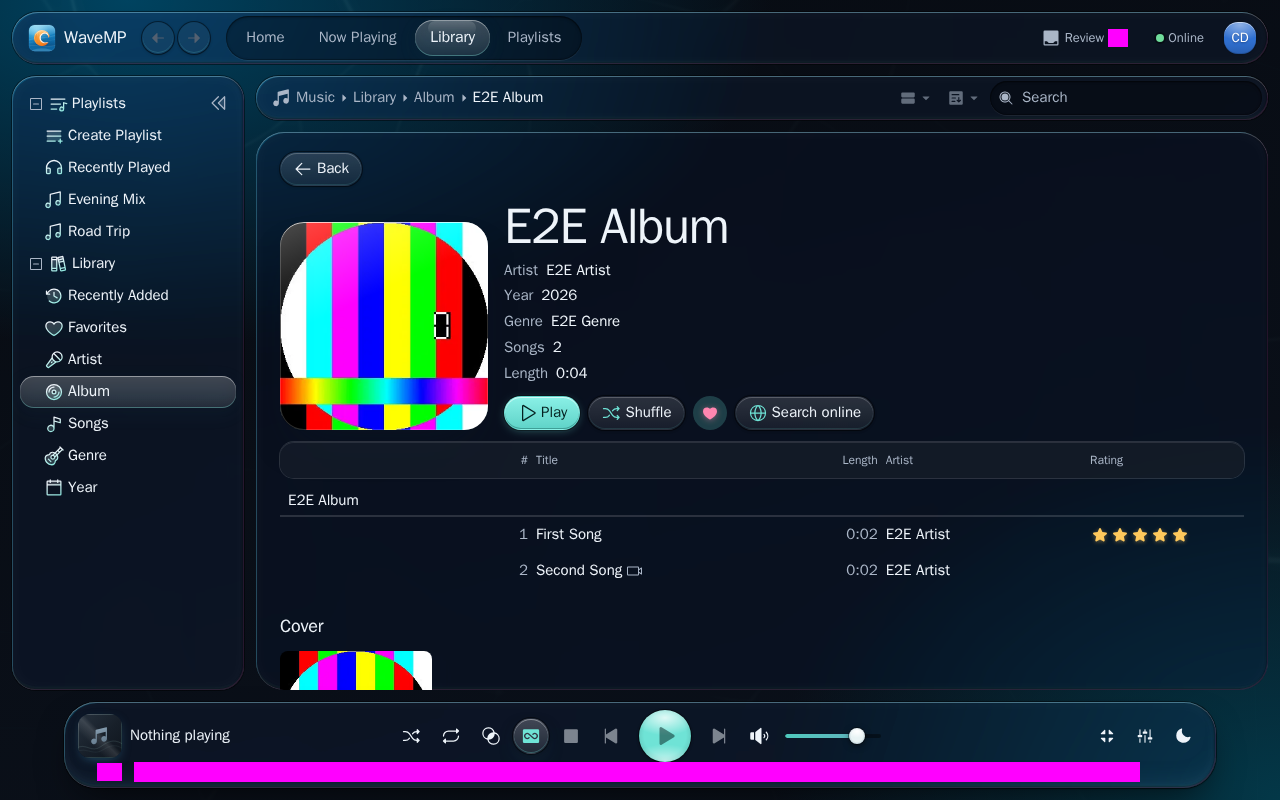 WaveMP
Home
Now Playing
Library
Playlists
Review
Online
CD
Playlists
Create Playlist
Recently Played
Evening Mix
Road Trip
Library
Recently Added
Favorites
Artist
Album
Songs
Genre
Year
Music Library Album E2E Album
Search
Back
E2E Album
Artist E2E Artist
Year 2026
Genre E2E Genre
Songs 2
Length 0:04
Play
Shuffle
Search online
# Title Length Artist Rating
E2E Album
1 First Song 0:02 E2E Artist
2 Second Song 0:02 E2E Artist
Cover
Nothing playing